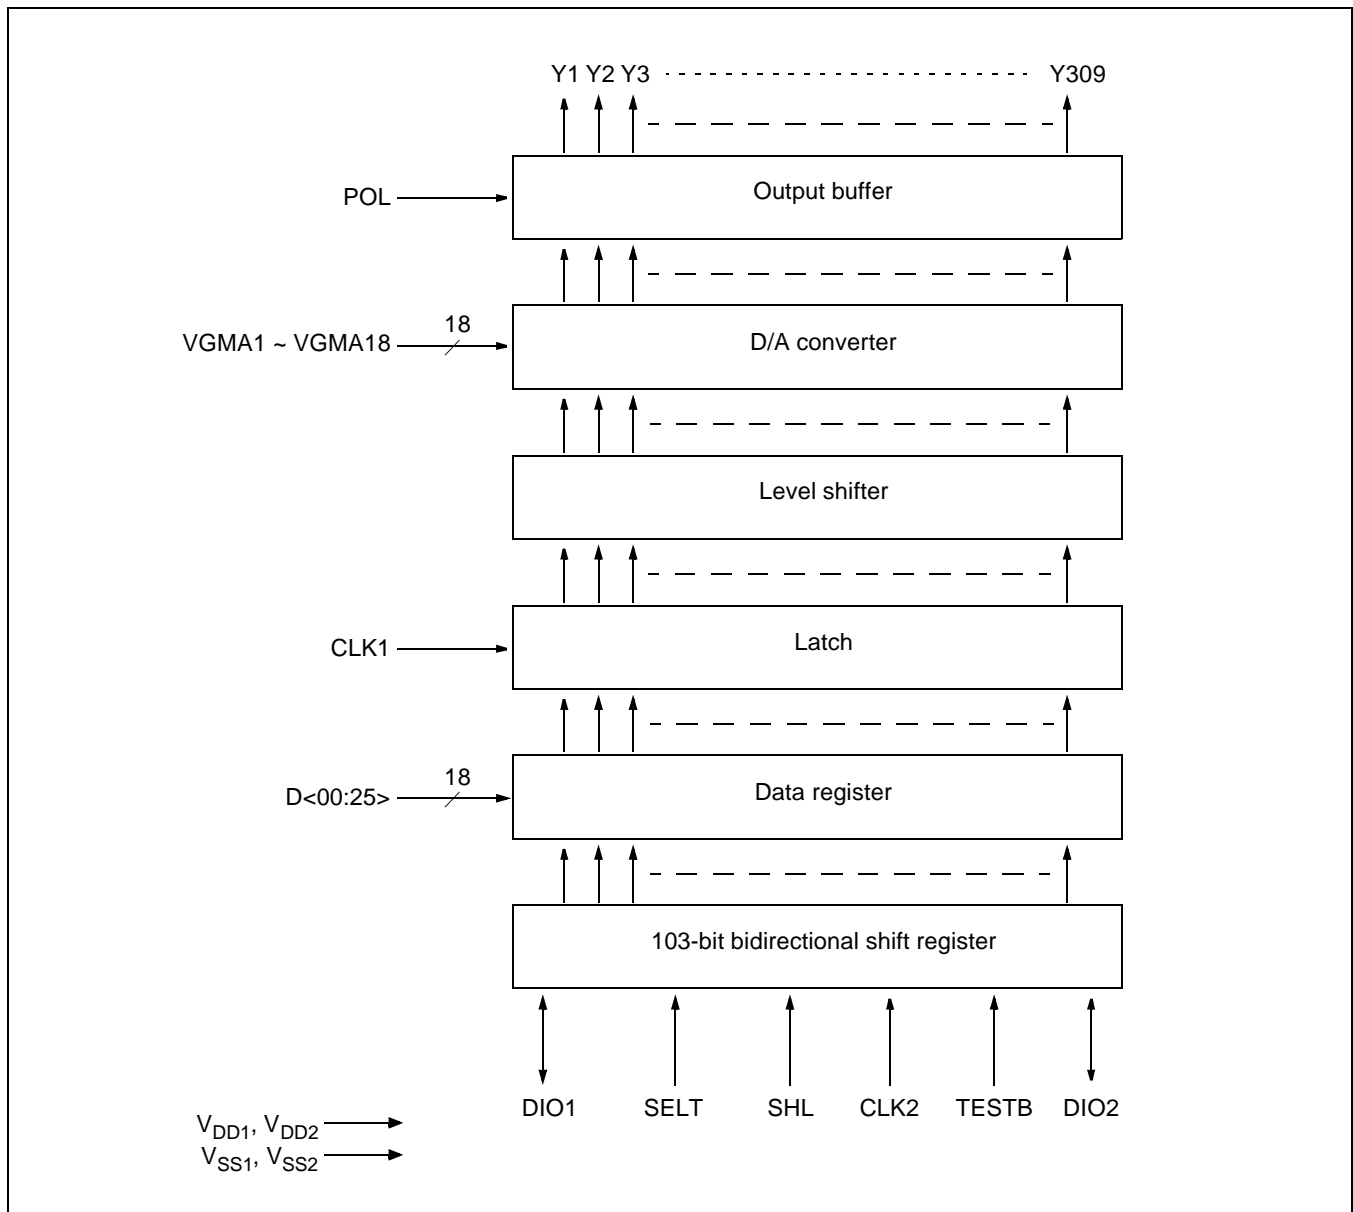 Y1 Y2 Y3 Y309
POL
Output buffer
18
VGMA1 ~ VGMA18
D/A converter
Level shifter
CLK1
Latch
18
D<00:25>
Data register
103-bit bidirectional shift register
DIO1 SELT SHL CLK2 TESTB DIO2
VDD1, VDD2
VSS1, VSS2